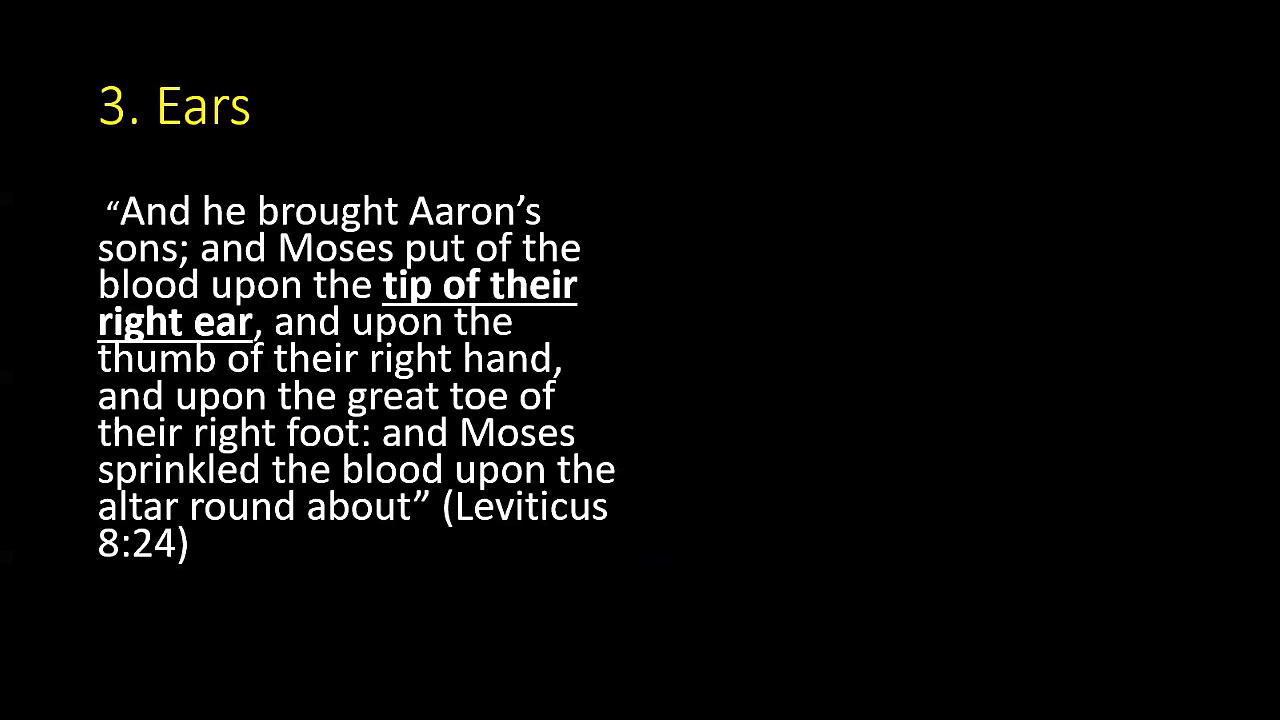 3. Ears
“And he brought Aaron’s
sons; and Moses put of the
blood upon the tip of their
right ear, and upon the
thumb of their right hand,
and upon the great toe of
their right foot: and Moses
sprinkled the blood upon the
altar round about” (Leviticus
8:24)